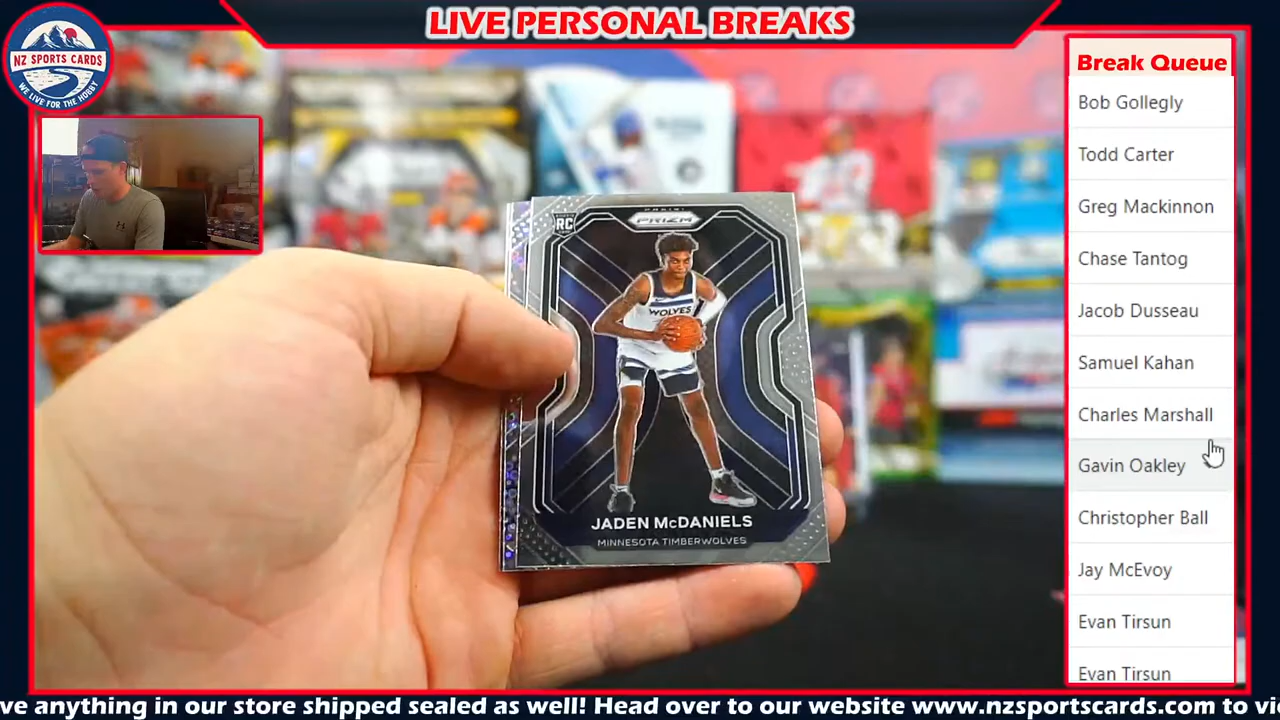 LIVE PERSONAL BREAKS
NZ SPORTS CARDS
WE LIVE FOR THE HOBBY
Break Queue
Bob Gollegly
Todd Carter
Greg Mackinnon
Chase Tantog
Jacob Dusseau
Samuel Kahan
Charles Marshall
Gavin Oakley
Christopher Ball
Jay McEvoy
Evan Tirsun
Evan Tirsun
RC
PANINI
PRIZM
WOLVES
JADEN McDANIELS
MINNESOTA TIMBERWOLVES
ve anything in our store shipped sealed as well! Head over to our website www.nzsportscards.com to vi